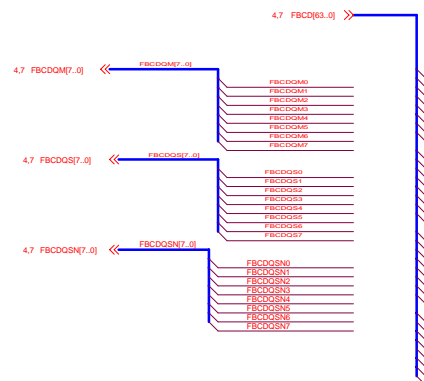 4,7 FBCD[63..0]
4,7 FBCDQM[7..0] FBCDQM[7..0]
FBCDQM0
FBCDQM1
FBCDQM2
FBCDQM3
FBCDQM4
FBCDQM5
FBCDQM6
FBCDQM7
4,7 FBCDQS[7..0] FBCDQS[7..0]
FBCDQS0
FBCDQS1
FBCDQS2
FBCDQS3
FBCDQS4
FBCDQS5
FBCDQS6
FBCDQS7
4,7 FBCDQSN[7..0] FBCDQSN[7..0]
FBCDQSN0
FBCDQSN1
FBCDQSN2
FBCDQSN3
FBCDQSN4
FBCDQSN5
FBCDQSN6
FBCDQSN7